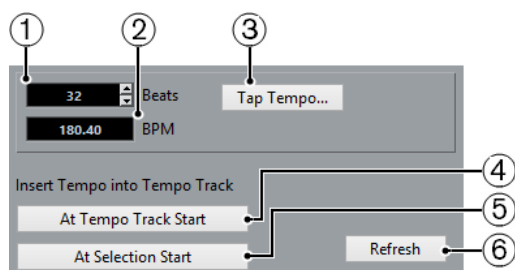 ① ② ③
32 Beats Tap Tempo...
180.40 BPM
Insert Tempo into Tempo Track
④
At Tempo Track Start
⑤
At Selection Start Refresh ⑥